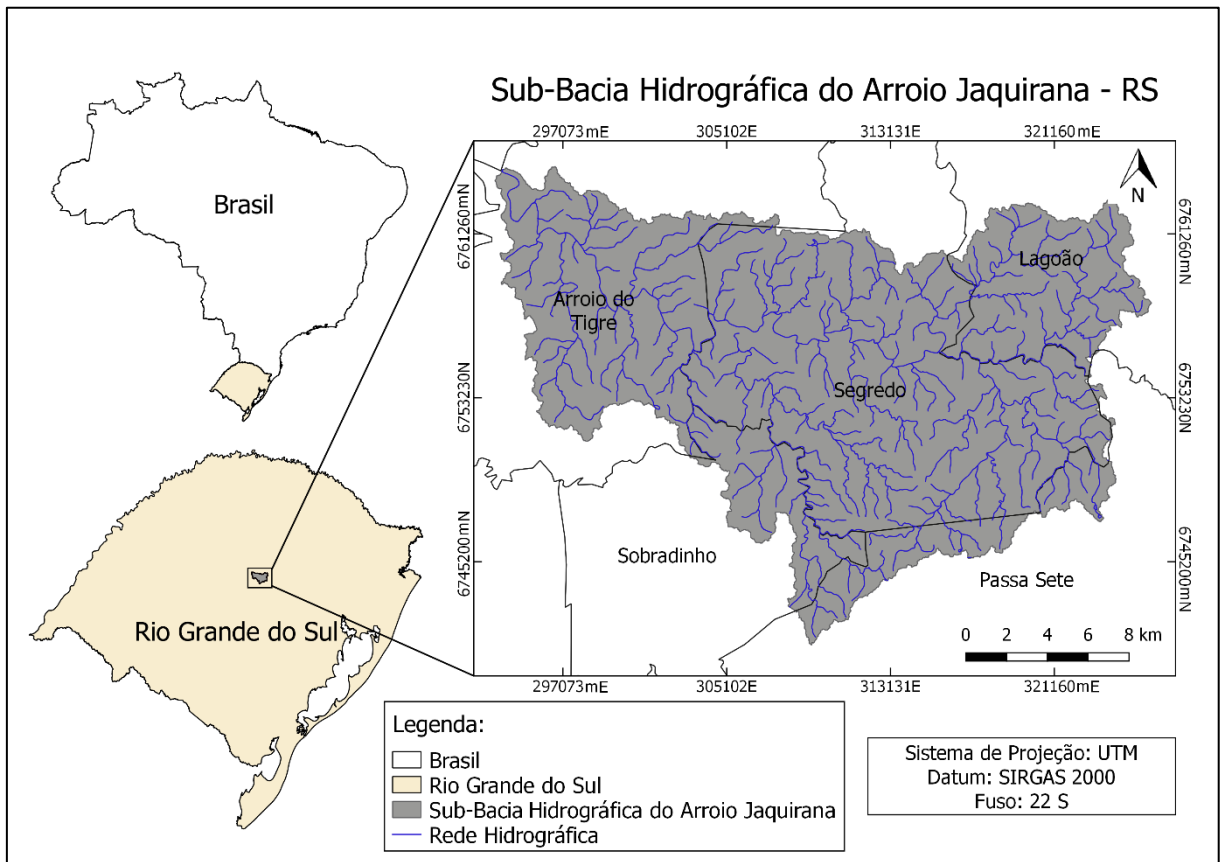 Sub-Bacia Hidrográfica do Arroio Jaquirana - RS
297073mE 305102E 313131E 321160mE
Brasil
N
6761260mN
6761260mN
Lagoão
Arroio do
Tigre
Segredo
6753230mN
6753230N
Sobradinho
Passa Sete
6745200mN
6745200mN
Rio Grande do Sul
0 2 4 6 8 km
297073mE 305102E 313131E 321160mE
Legenda:
Brasil
Rio Grande do Sul
Sub-Bacia Hidrográfica do Arroio Jaquirana
Rede Hidrográfica
Sistema de Projeção: UTM
Datum: SIRGAS 2000
Fuso: 22 S